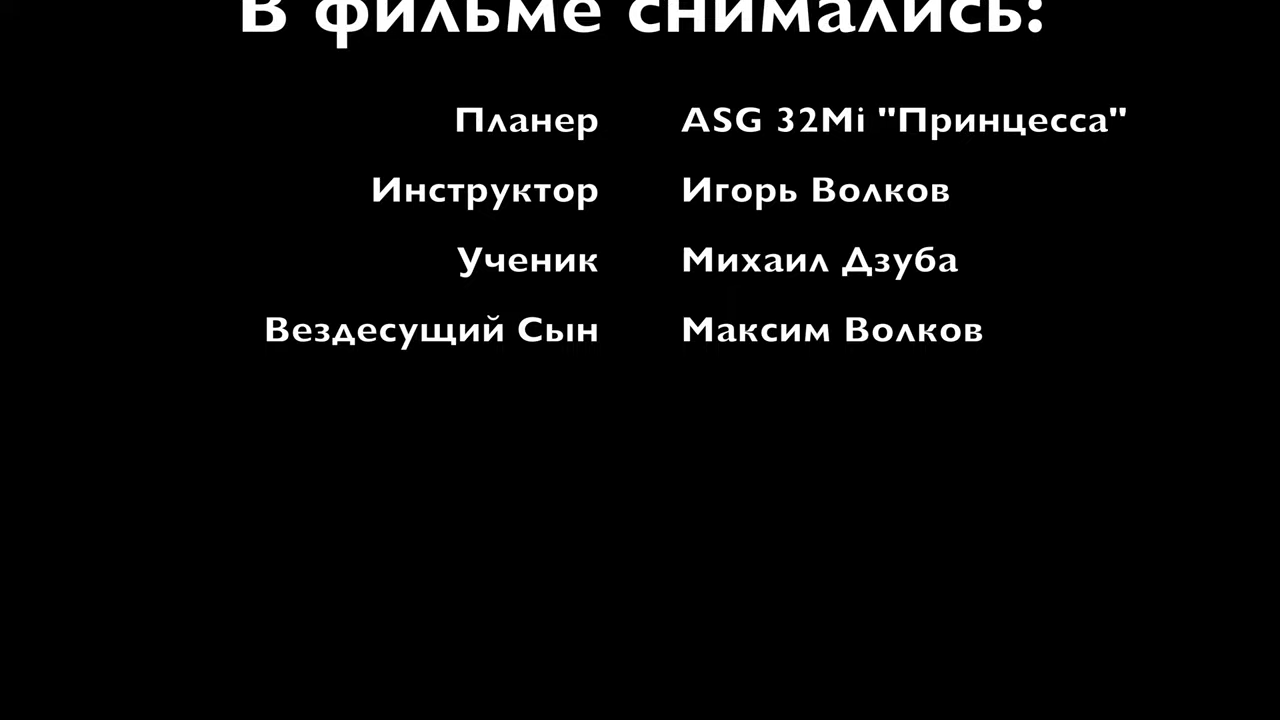 В фильме снимались:
Планер ASG 32Mi "Принцесса"
Инструктор Игорь Волков
Ученик Михаил Дзуба
Вездесущий Сын Максим Волков